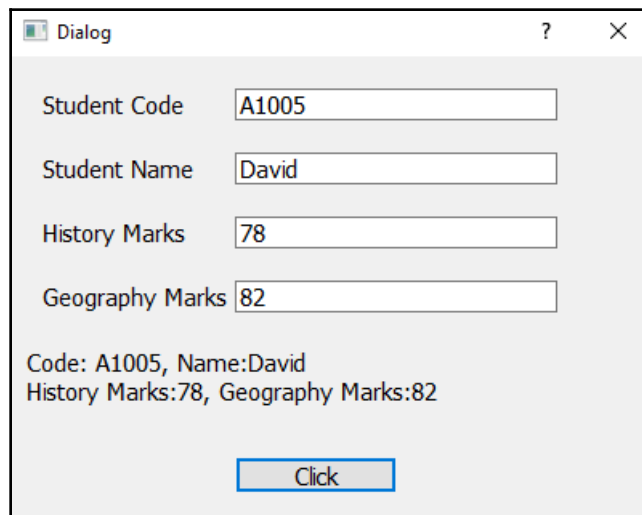 Dialog ?
Student Code A1005
Student Name David
History Marks 78
Geography Marks 82
Code: A1005, Name:David
History Marks:78, Geography Marks:82
Click